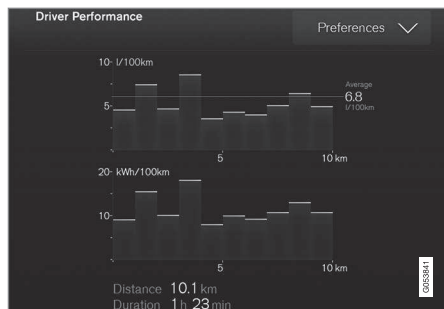 Driver Performance
Preferences
10 l/100km
Average
6.8
l/100km
5
5
10 km
20 kWh/100km
10
5
10 km
Distance 10.1 km
Duration 1 h 23 min
G053841